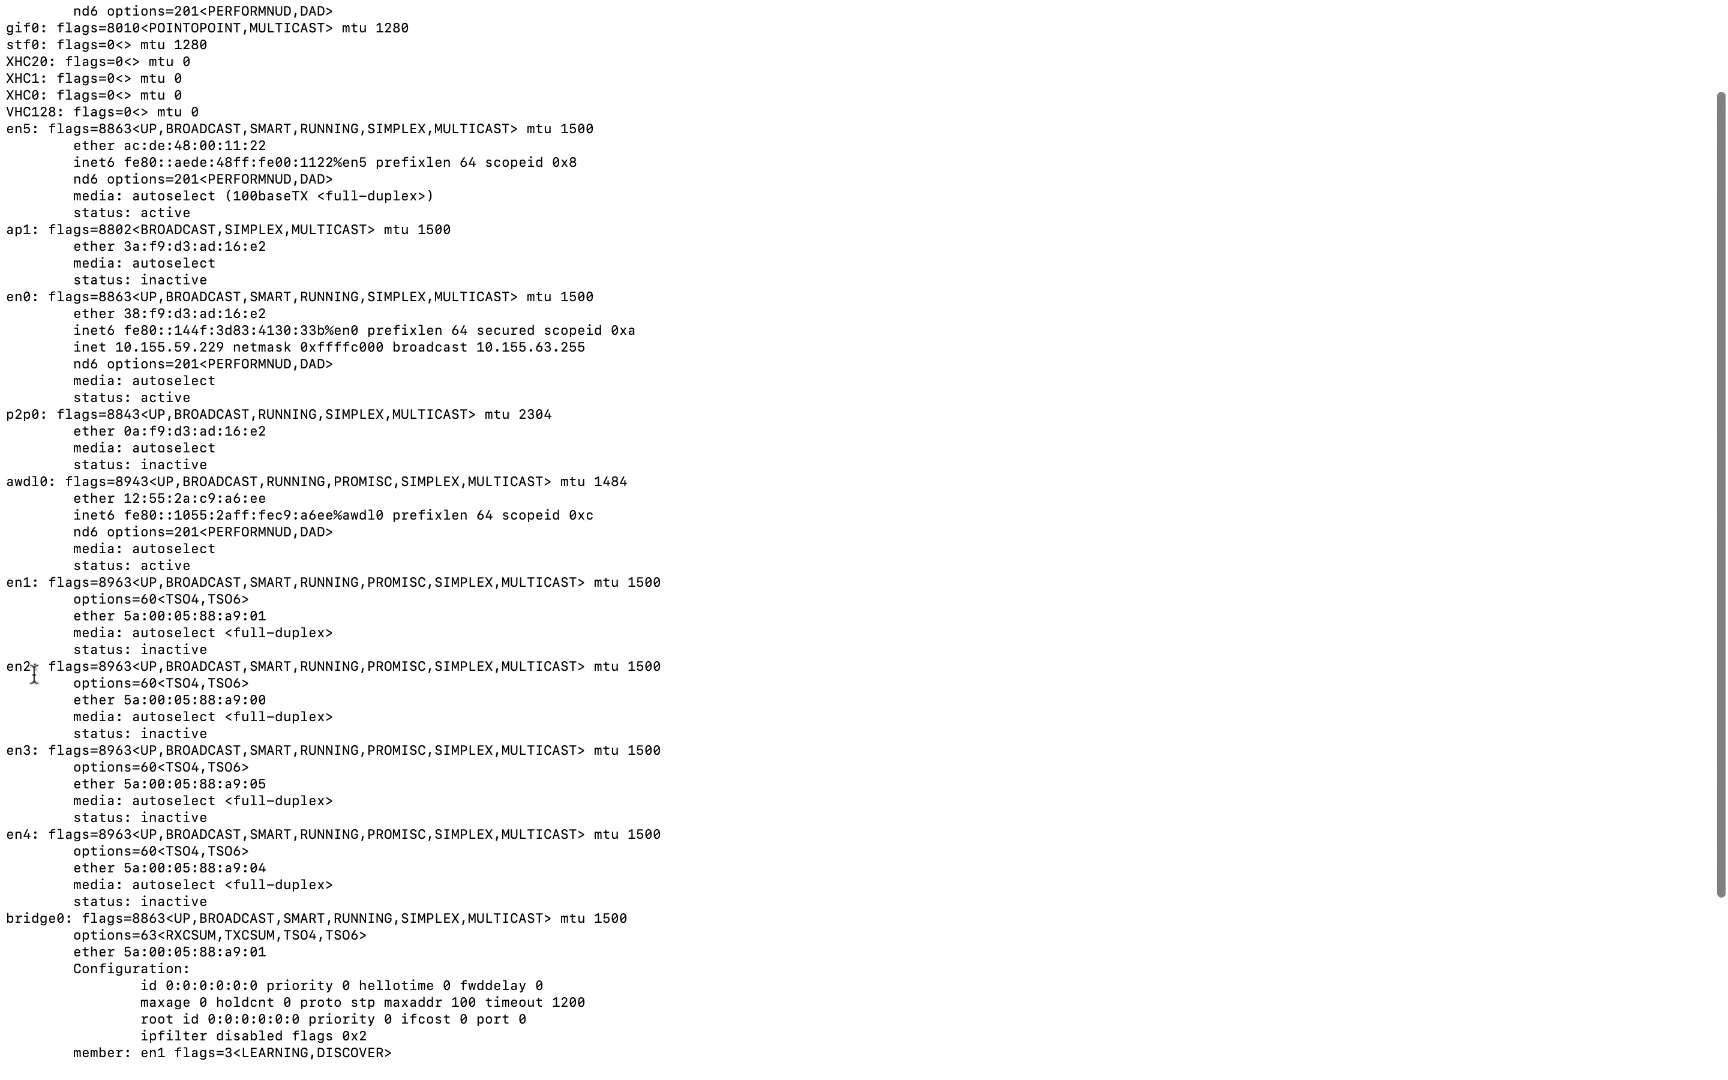 nd6 options=201<PERFORMNUD,DAD>
gif0: flags=8010<POINTOPOINT,MULTICAST> mtu 1280
stf0: flags=0<> mtu 1280
XHC20: flags=0<> mtu 0
XHC1: flags=0<> mtu 0
XHC0: flags=0<> mtu 0
VHC128: flags=0<> mtu 0
en5: flags=8863<UP,BROADCAST,SMART,RUNNING,SIMPLEX,MULTICAST> mtu 1500
ether ac:de:48:00:11:22
inet6 fe80::aede:48ff:fe00:1122%en5 prefixlen 64 scopeid 0x8
nd6 options=201<PERFORMNUD,DAD>
media: autoselect (100baseTX <full-duplex>)
status: active
ap1: flags=8802<BROADCAST,SIMPLEX,MULTICAST> mtu 1500
ether 3a:f9:d3:ad:16:e2
media: autoselect
status: inactive
en0: flags=8863<UP,BROADCAST,SMART,RUNNING,SIMPLEX,MULTICAST> mtu 1500
ether 38:f9:d3:ad:16:e2
inet6 fe80::144f:3d83:4130:33b%en0 prefixlen 64 secured scopeid 0xa
inet 10.155.59.229 netmask 0xffffc000 broadcast 10.155.63.255
nd6 options=201<PERFORMNUD,DAD>
media: autoselect
status: active
p2p0: flags=8843<UP,BROADCAST,RUNNING,SIMPLEX,MULTICAST> mtu 2304
ether 0a:f9:d3:ad:16:e2
media: autoselect
status: inactive
awdl0: flags=8943<UP,BROADCAST,RUNNING,PROMISC,SIMPLEX,MULTICAST> mtu 1484
ether 12:55:2a:c9:a6:ee
inet6 fe80::1055:2aff:fec9:a6ee%awdl0 prefixlen 64 scopeid 0xc
nd6 options=201<PERFORMNUD,DAD>
media: autoselect
status: active
en1: flags=8963<UP,BROADCAST,SMART,RUNNING,PROMISC,SIMPLEX,MULTICAST> mtu 1500
options=60<TSO4,TSO6>
ether 5a:00:05:88:a9:01
media: autoselect <full-duplex>
status: inactive
en2: flags=8963<UP,BROADCAST,SMART,RUNNING,PROMISC,SIMPLEX,MULTICAST> mtu 1500
options=60<TSO4,TSO6>
ether 5a:00:05:88:a9:00
media: autoselect <full-duplex>
status: inactive
en3: flags=8963<UP,BROADCAST,SMART,RUNNING,PROMISC,SIMPLEX,MULTICAST> mtu 1500
options=60<TSO4,TSO6>
ether 5a:00:05:88:a9:05
media: autoselect <full-duplex>
status: inactive
en4: flags=8963<UP,BROADCAST,SMART,RUNNING,PROMISC,SIMPLEX,MULTICAST> mtu 1500
options=60<TSO4,TSO6>
ether 5a:00:05:88:a9:04
media: autoselect <full-duplex>
status: inactive
bridge0: flags=8863<UP,BROADCAST,SMART,RUNNING,SIMPLEX,MULTICAST> mtu 1500
options=63<RXCSUM,TXCSUM,TSO4,TSO6>
ether 5a:00:05:88:a9:01
Configuration:
id 0:0:0:0:0:0 priority 0 hellotime 0 fwddelay 0
maxage 0 holdcnt 0 proto stp maxaddr 100 timeout 1200
root id 0:0:0:0:0:0 priority 0 ifcost 0 port 0
ipfilter disabled flags 0x2
member: en1 flags=3<LEARNING,DISCOVER>